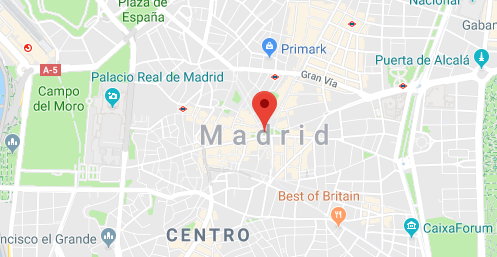 Plaza de
España
Nacional
Gaban
Primark
Puerta de Alcalá
A-5
Gran Vía
Palacio Real de Madrid
Campo
del Moro
Madrid
Best of Britain
CaixaForum
ncisco el Grande
CENTRO